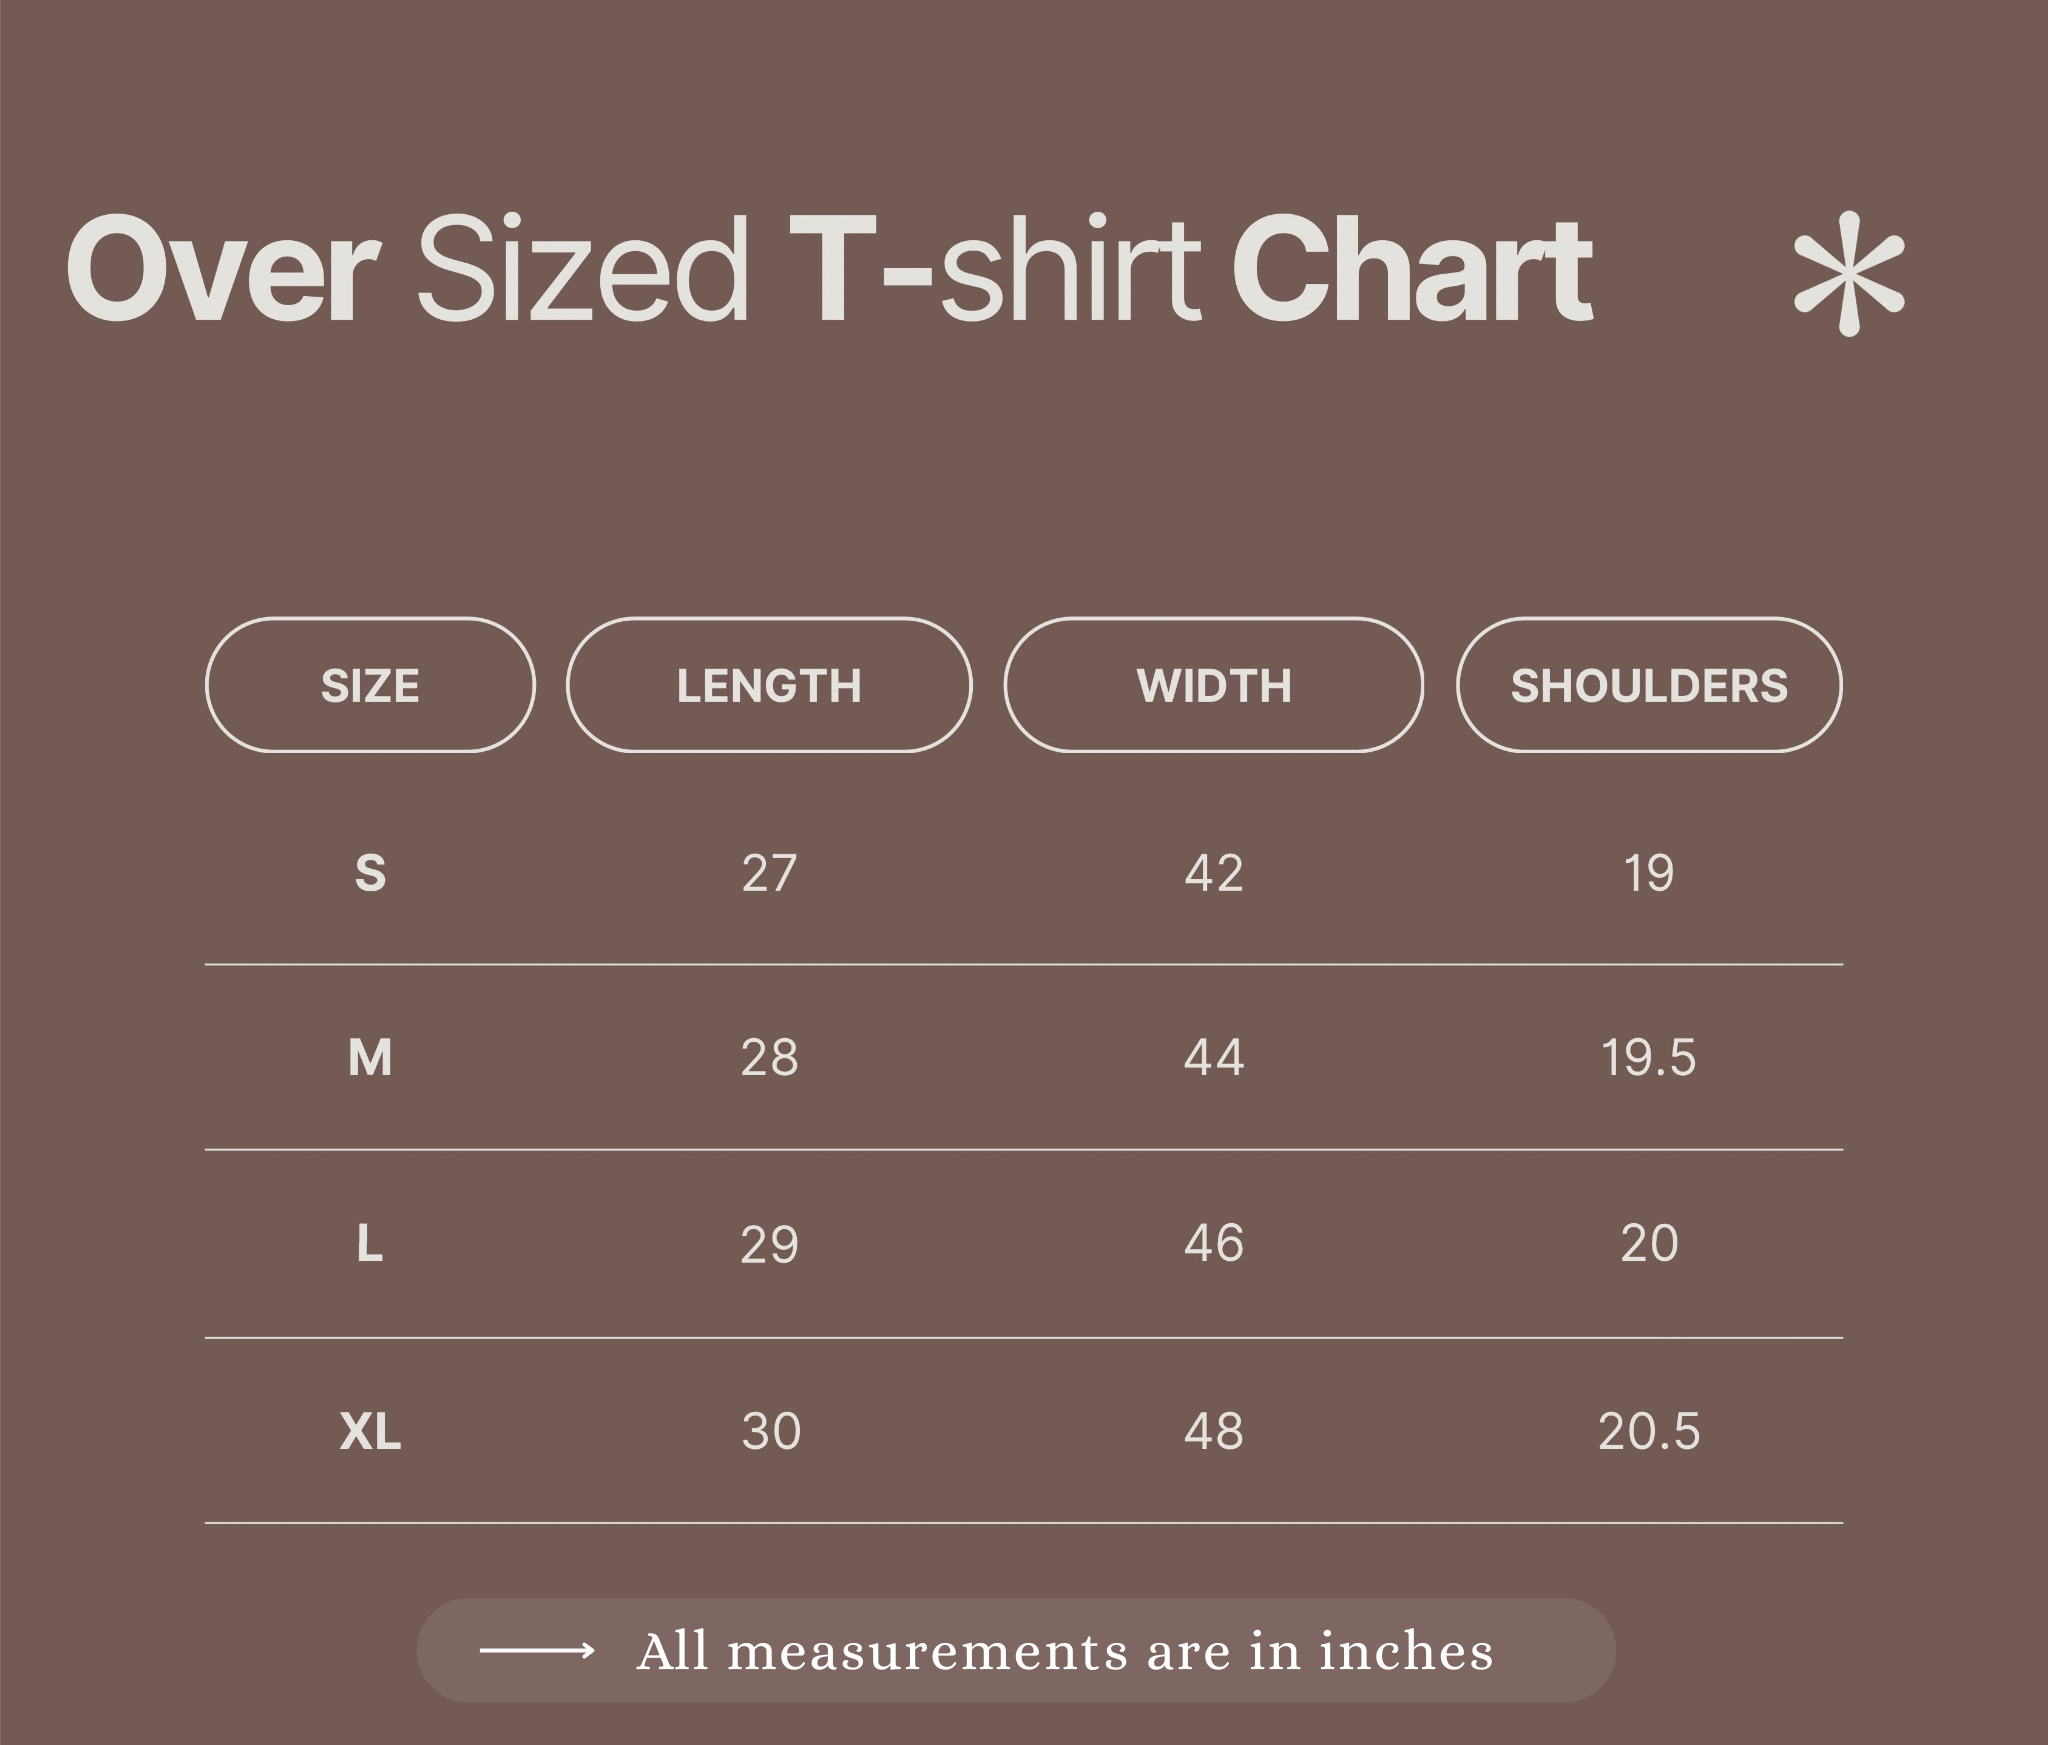 Over Sized T-shirt Chart *
SIZE LENGTH WIDTH SHOULDERS
S 27 42 19
M 28 44 19.5
L 29 46 20
XL 30 48 20.5
→ All measurements are in inches